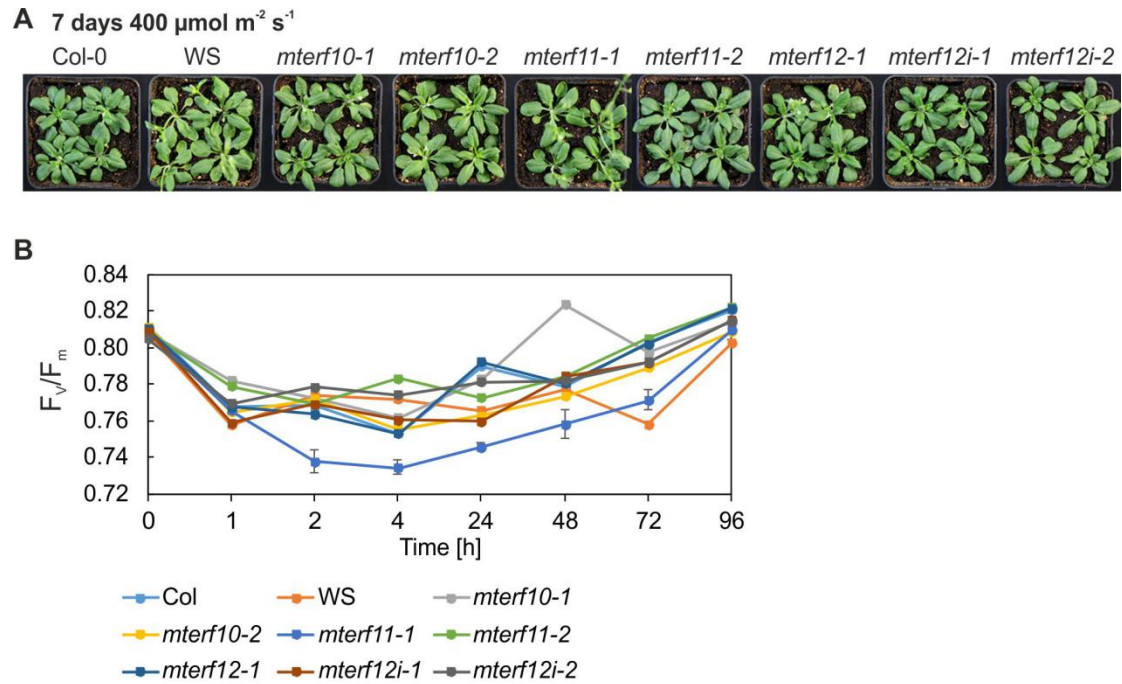 A 7 days 400 µmol m⁻² s⁻¹
Col-0 WS mterf10-1 mterf10-2 mterf11-1 mterf11-2 mterf12-1 mterf12i-1 mterf12i-2
B
0.84
0.82
0.80
0.78
0.76
0.74
0.72
Fv/Fm
0 1 2 4 24 48 72 96
Time [h]
Col WS mterf10-1
mterf10-2 mterf11-1 mterf11-2
mterf12-1 mterf12i-1 mterf12i-2